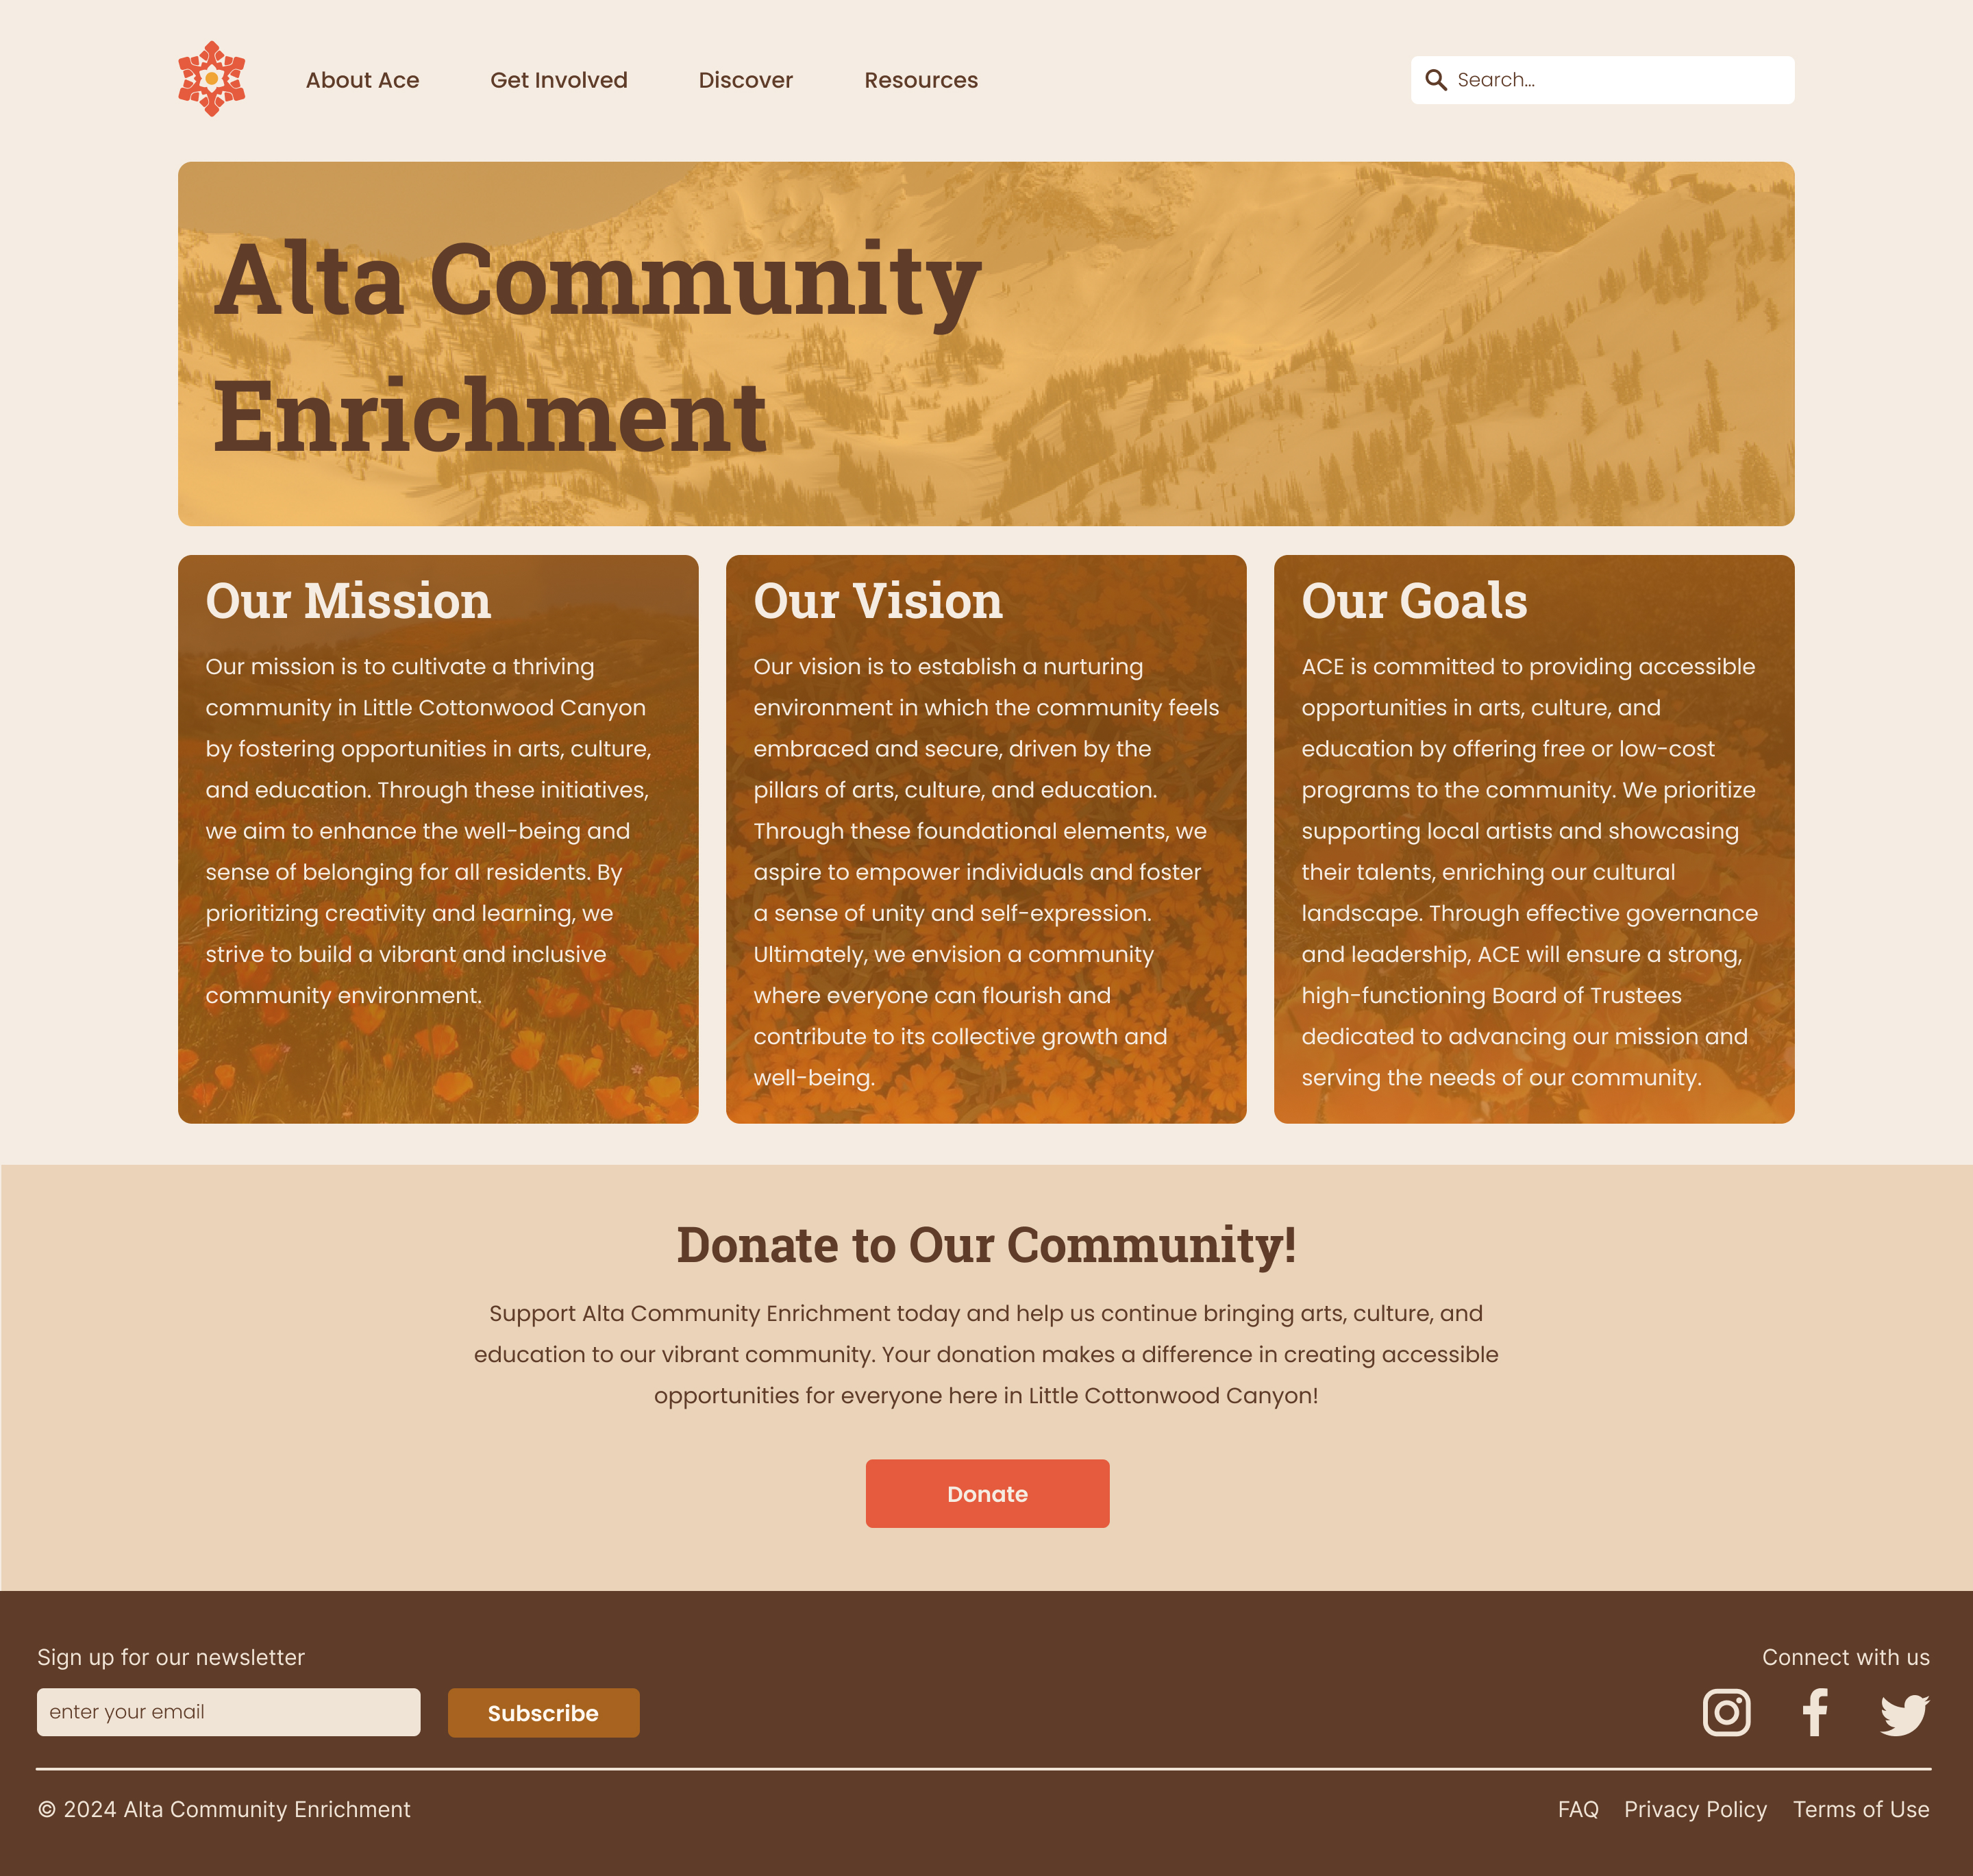 About Ace
Get Involved
Discover
Resources
Search...
Alta Community
Enrichment
Our Mission
Our mission is to cultivate a thriving
community in Little Cottonwood Canyon
by fostering opportunities in arts, culture,
and education. Through these initiatives,
we aim to enhance the well-being and
sense of belonging for all residents. By
prioritizing creativity and learning, we
strive to build a vibrant and inclusive
community environment.
Our Vision
Our vision is to establish a nurturing
environment in which the community feels
embraced and secure, driven by the
pillars of arts, culture, and education.
Through these foundational elements, we
aspire to empower individuals and foster
a sense of unity and self-expression.
Ultimately, we envision a community
where everyone can flourish and
contribute to its collective growth and
well-being.
Our Goals
ACE is committed to providing accessible
opportunities in arts, culture, and
education by offering free or low-cost
programs to the community. We prioritize
supporting local artists and showcasing
their talents, enriching our cultural
landscape. Through effective governance
and leadership, ACE will ensure a strong,
high-functioning Board of Trustees
dedicated to advancing our mission and
serving the needs of our community.
Donate to Our Community!
Support Alta Community Enrichment today and help us continue bringing arts, culture, and
education to our vibrant community. Your donation makes a difference in creating accessible
opportunities for everyone here in Little Cottonwood Canyon!
Donate
Sign up for our newsletter
enter your email
Subscribe
Connect with us
© 2024 Alta Community Enrichment
FAQ
Privacy Policy
Terms of Use